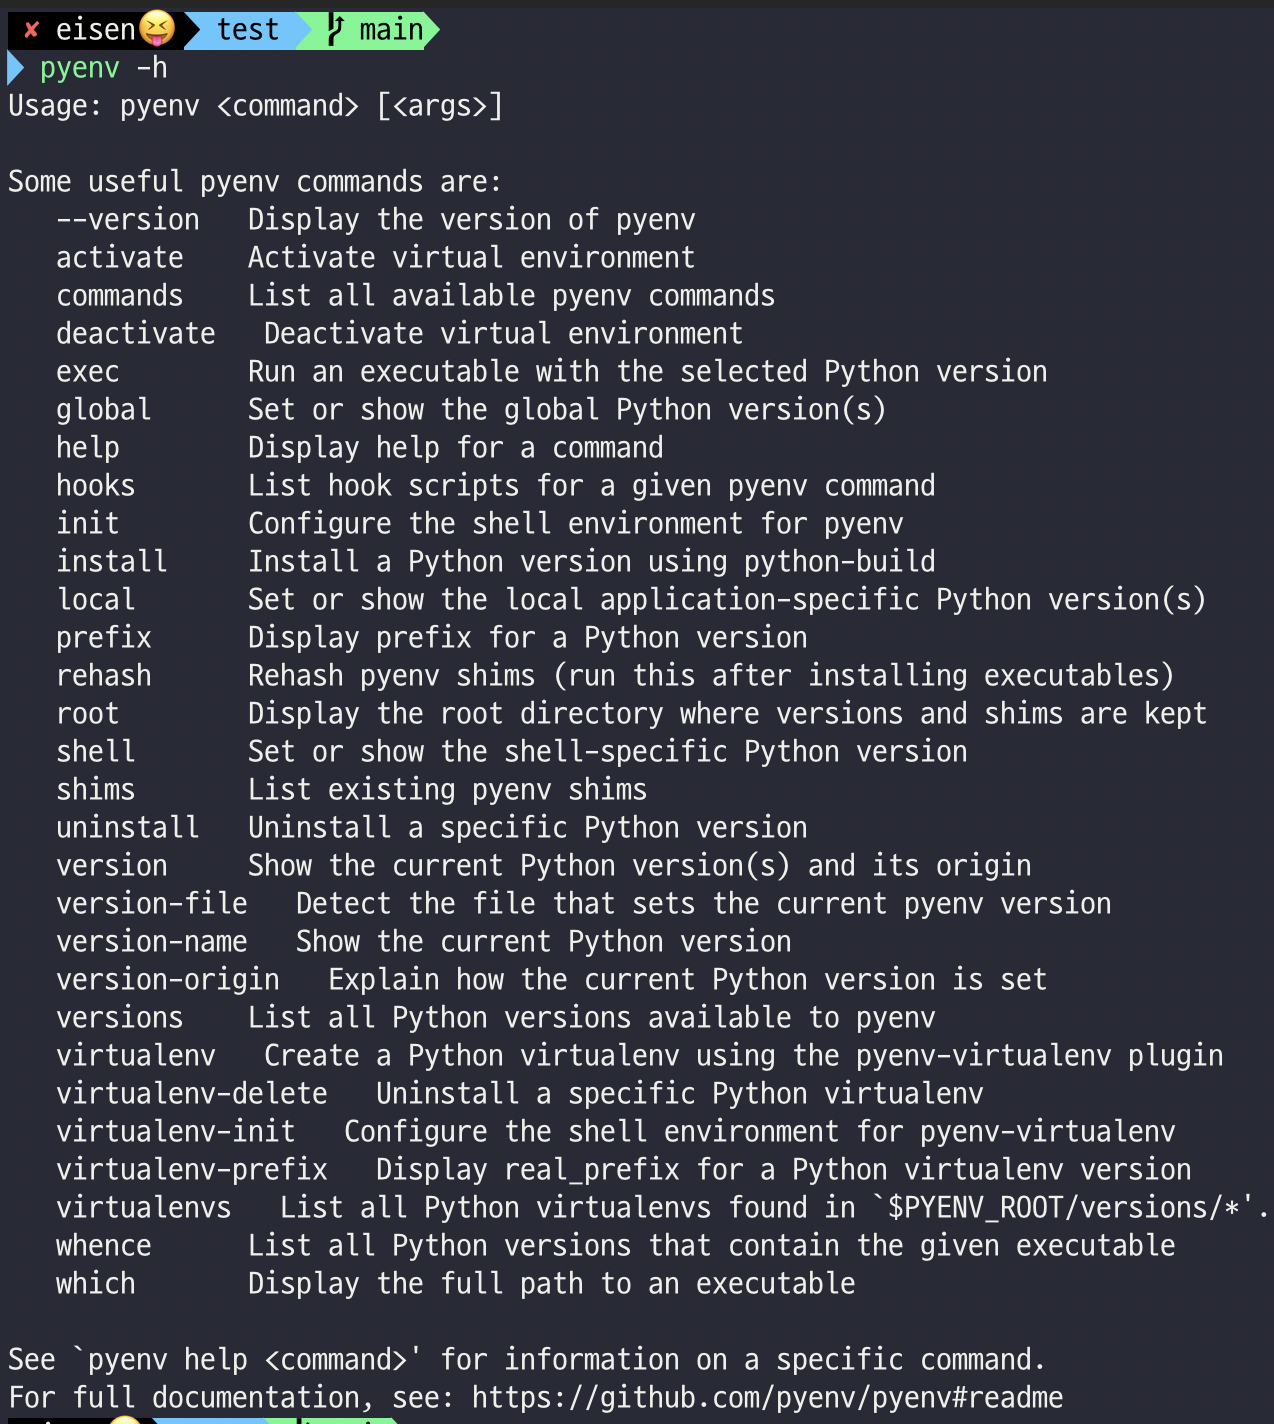 ✘ eisen😝 test main
pyenv -h
Usage: pyenv <command> [<args>]

Some useful pyenv commands are:
   --version   Display the version of pyenv
   activate    Activate virtual environment
   commands    List all available pyenv commands
   deactivate   Deactivate virtual environment
   exec        Run an executable with the selected Python version
   global      Set or show the global Python version(s)
   help        Display help for a command
   hooks       List hook scripts for a given pyenv command
   init        Configure the shell environment for pyenv
   install     Install a Python version using python-build
   local       Set or show the local application-specific Python version(s)
   prefix      Display prefix for a Python version
   rehash      Rehash pyenv shims (run this after installing executables)
   root        Display the root directory where versions and shims are kept
   shell       Set or show the shell-specific Python version
   shims       List existing pyenv shims
   uninstall   Uninstall a specific Python version
   version     Show the current Python version(s) and its origin
   version-file   Detect the file that sets the current pyenv version
   version-name   Show the current Python version
   version-origin   Explain how the current Python version is set
   versions    List all Python versions available to pyenv
   virtualenv   Create a Python virtualenv using the pyenv-virtualenv plugin
   virtualenv-delete   Uninstall a specific Python virtualenv
   virtualenv-init   Configure the shell environment for pyenv-virtualenv
   virtualenv-prefix   Display real_prefix for a Python virtualenv version
   virtualenvs   List all Python virtualenvs found in `$PYENV_ROOT/versions/*'.
   whence      List all Python versions that contain the given executable
   which       Display the full path to an executable

See `pyenv help <command>' for information on a specific command.
For full documentation, see: https://github.com/pyenv/pyenv#readme